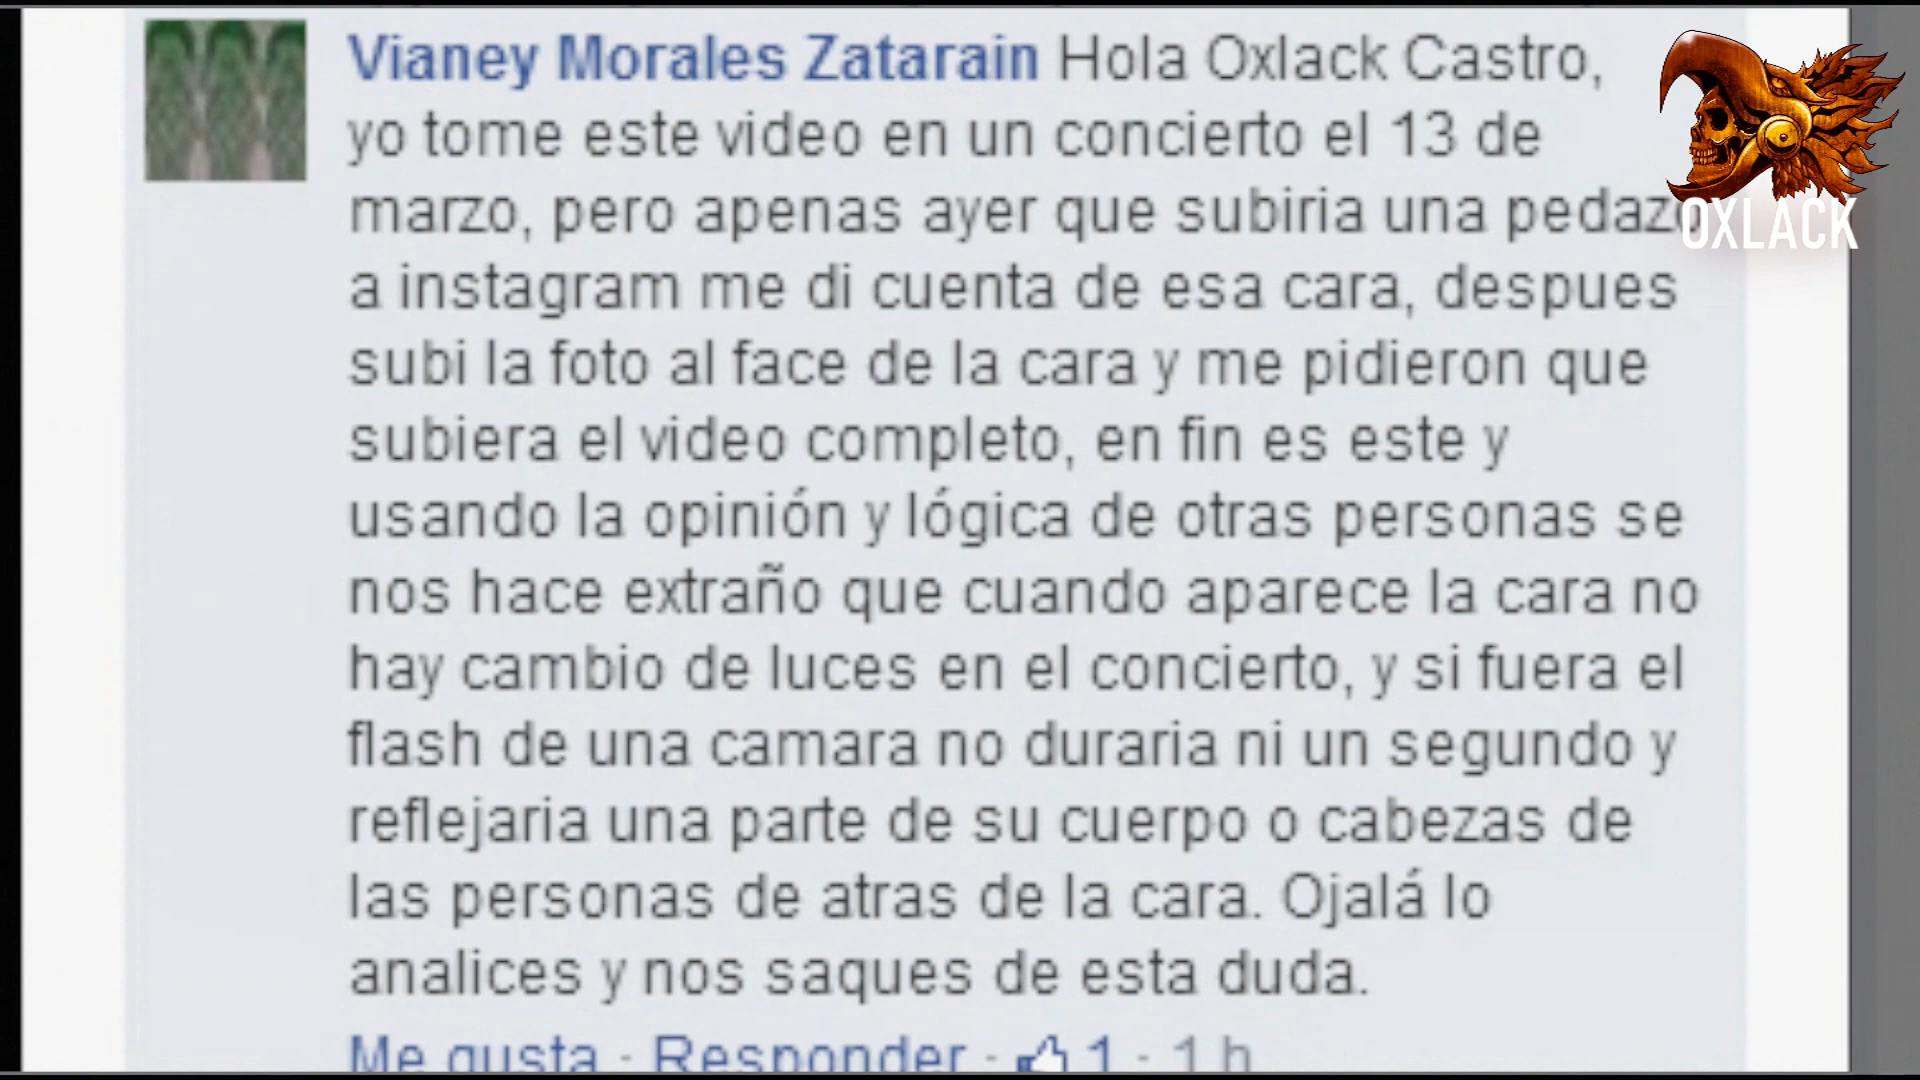 Vianey Morales Zatarain Hola Oxlack Castro,
yo tome este video en un concierto el 13 de
marzo, pero apenas ayer que subiria una pedazo
a instagram me di cuenta de esa cara, despues
subi la foto al face de la cara y me pidieron que
subiera el video completo, en fin es este y
usando la opinión y lógica de otras personas se
nos hace extraño que cuando aparece la cara no
hay cambio de luces en el concierto, y si fuera el
flash de una camara no duraria ni un segundo y
reflejaria una parte de su cuerpo o cabezas de
las personas de atras de la cara. Ojalá lo
analices y nos saques de esta duda.
Me gusta · Responder · 1 · 1 h
OXLACK